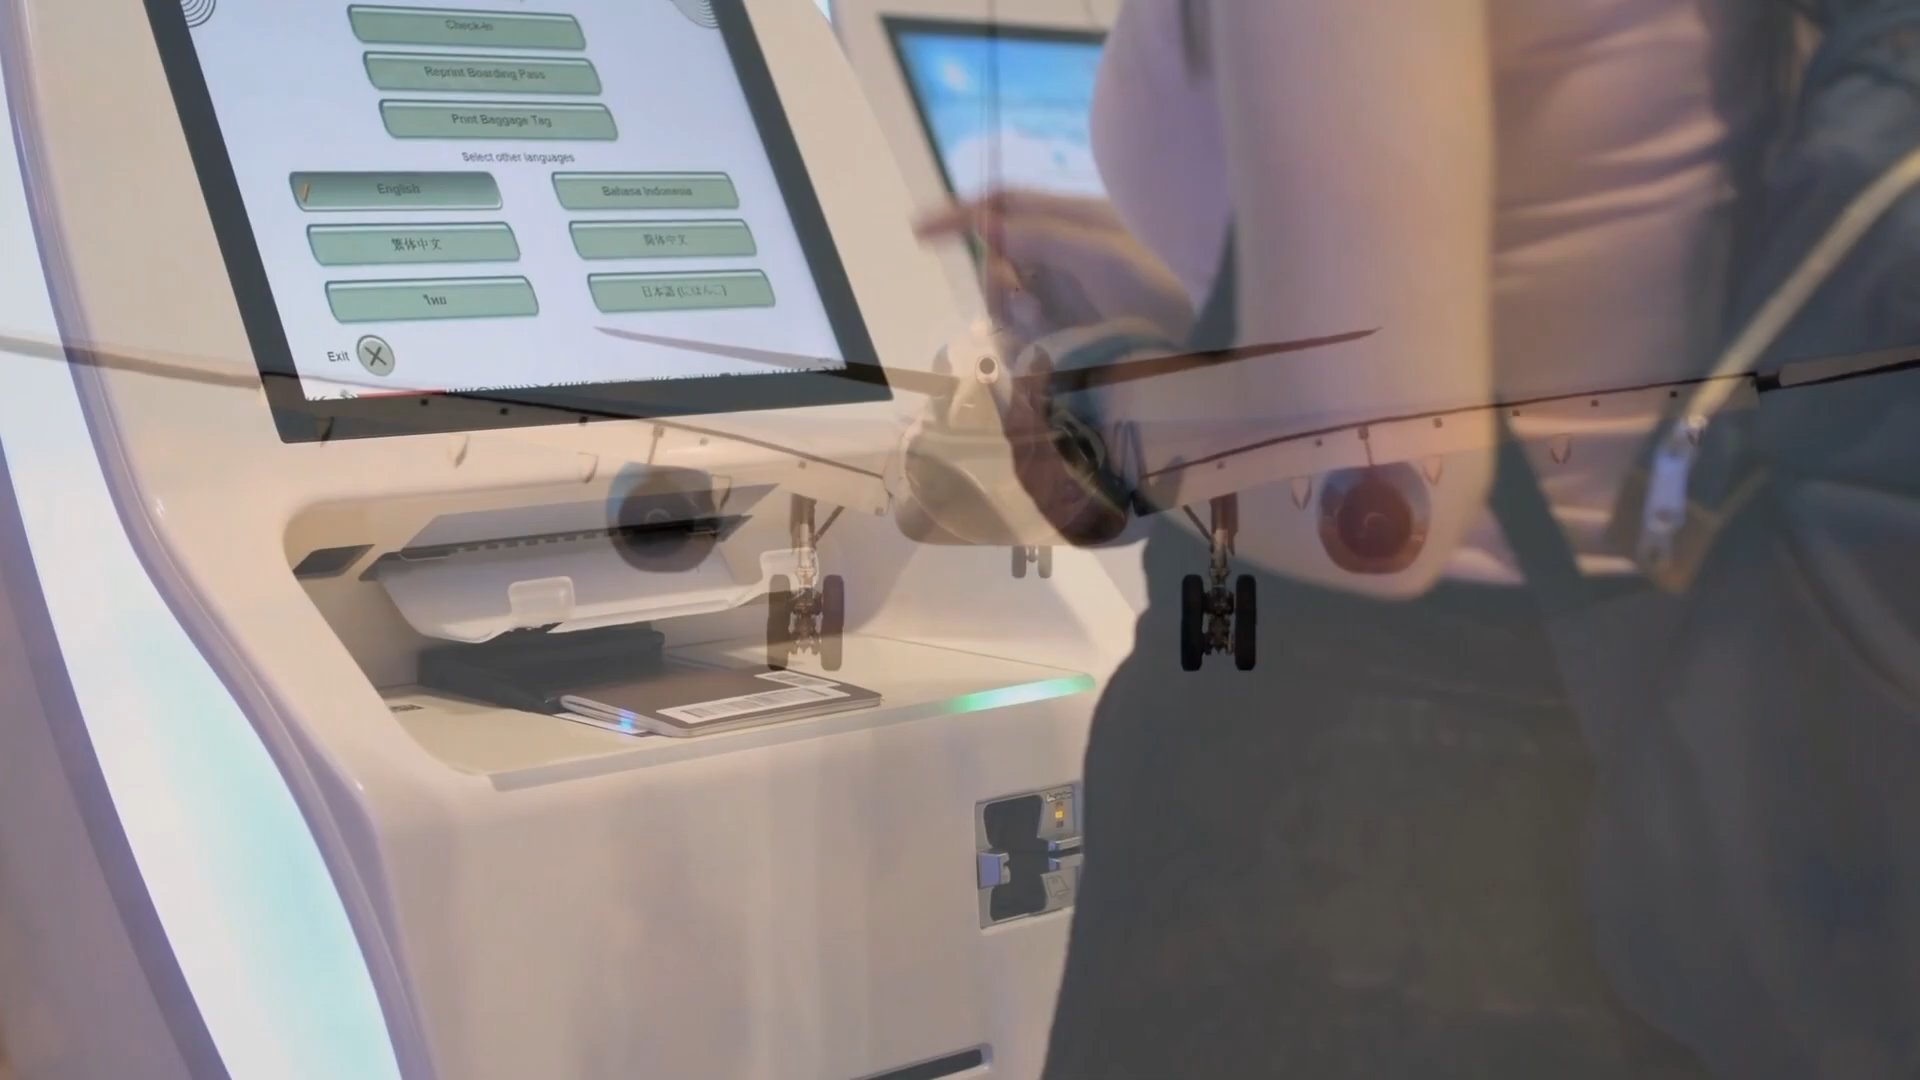 Check-In
Reprint Boarding Pass
Print Baggage Tag
Select other languages
English
Bahasa Indonesia
繁体中文
简体中文
ไทย
日本語 (にほんご)
Exit